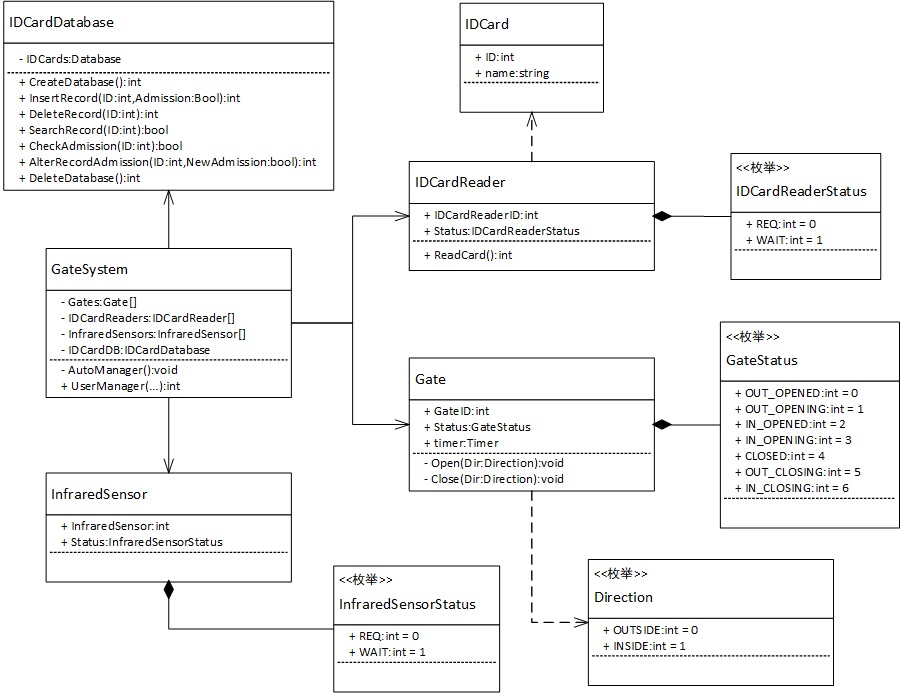 IDCardDatabase
- IDCards:Database
+ CreateDatabase():int
+ InsertRecord(ID:int,Admission:Bool):int
+ DeleteRecord(ID:int):int
+ SearchRecord(ID:int):bool
+ CheckAdmission(ID:int):bool
+ AlterRecordAdmission(ID:int,NewAdmission:bool):int
+ DeleteDatabase():int
IDCard
+ ID:int
+ name:string
IDCardReader
+ IDCardReaderID:int
+ Status:IDCardReaderStatus
+ ReadCard():int
<<枚举>>
IDCardReaderStatus
+ REQ:int = 0
+ WAIT:int = 1
GateSystem
- Gates:Gate[]
- IDCardReaders:IDCardReader[]
- InfraredSensors:InfraredSensor[]
- IDCardDB:IDCardDatabase
- AutoManager():void
+ UserManager(...):int
Gate
+ GateID:int
+ Status:GateStatus
+ timer:Timer
- Open(Dir:Direction):void
- Close(Dir:Direction):void
<<枚举>>
GateStatus
+ OUT_OPENED:int = 0
+ OUT_OPENING:int = 1
+ IN_OPENED:int = 2
+ IN_OPENING:int = 3
+ CLOSED:int = 4
+ OUT_CLOSING:int = 5
+ IN_CLOSING:int = 6
InfraredSensor
+ InfraredSensor:int
+ Status:InfraredSensorStatus
<<枚举>>
InfraredSensorStatus
+ REQ:int = 0
+ WAIT:int = 1
<<枚举>>
Direction
+ OUTSIDE:int = 0
+ INSIDE:int = 1